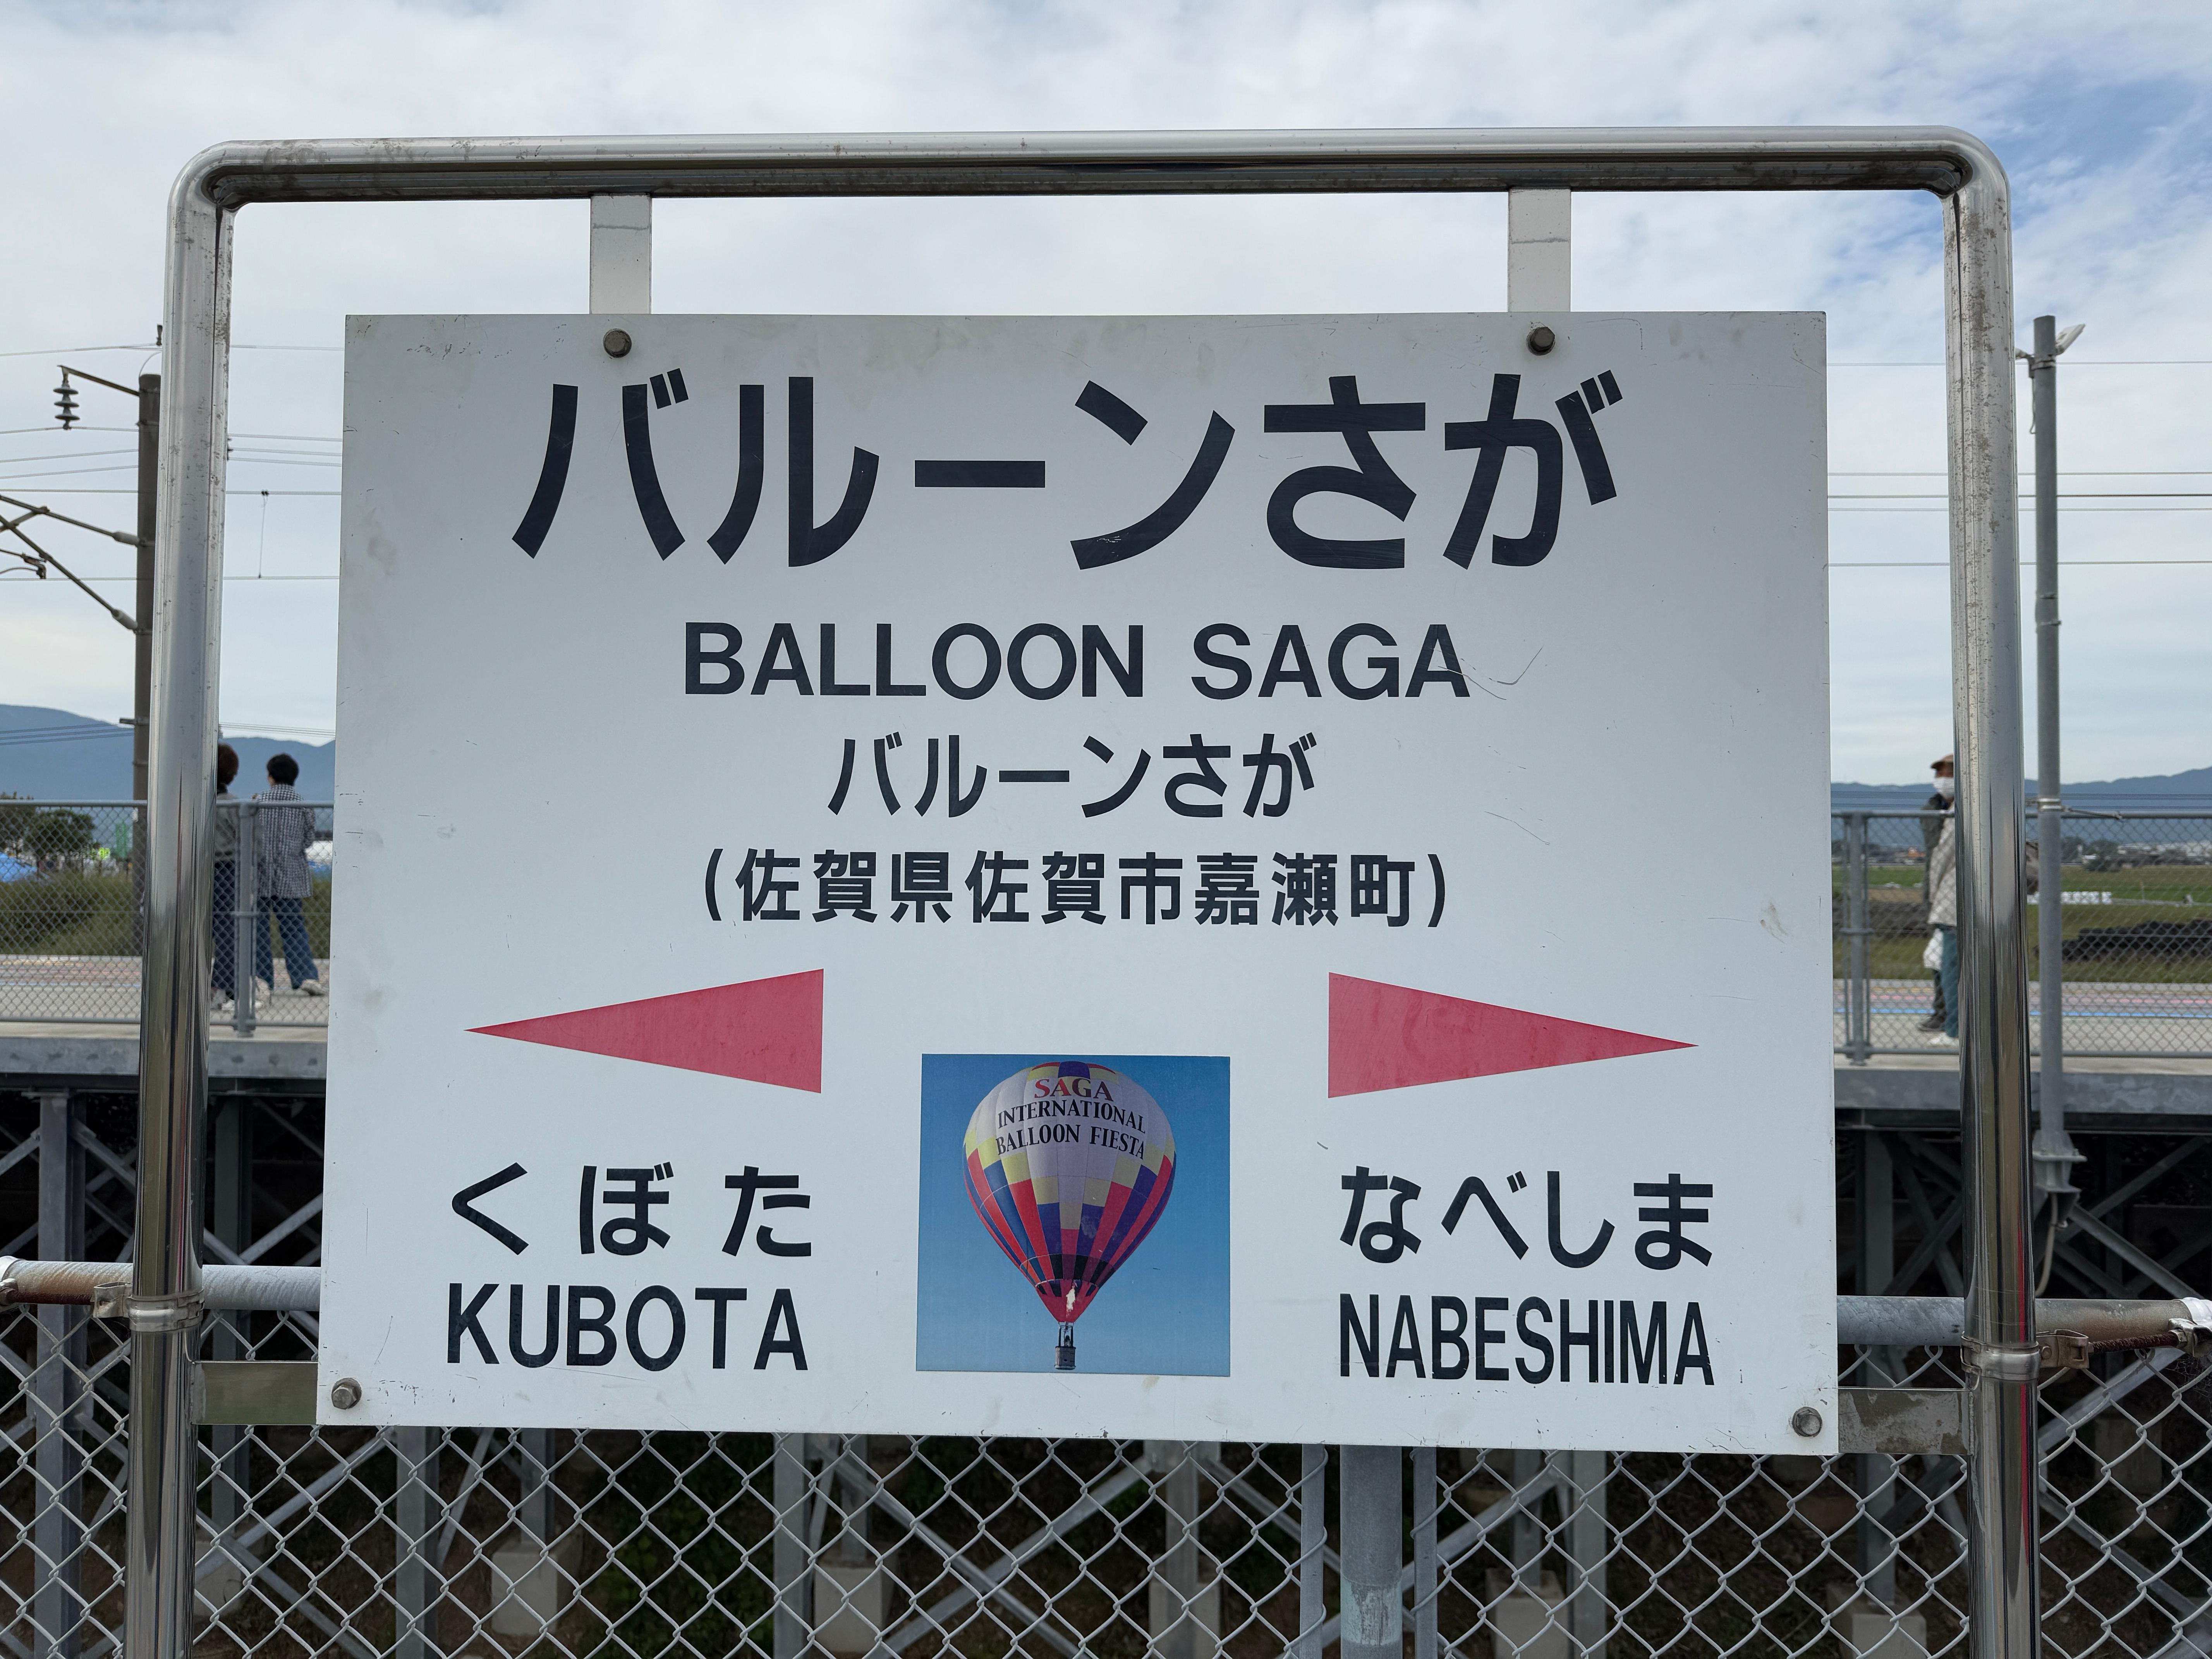 バルーンさが
BALLOON SAGA
バルーンさが
(佐賀県佐賀市嘉瀬町)
SAGA
INTERNATIONAL
BALLOON FIESTA
くぼた
なべしま
KUBOTA
NABESHIMA